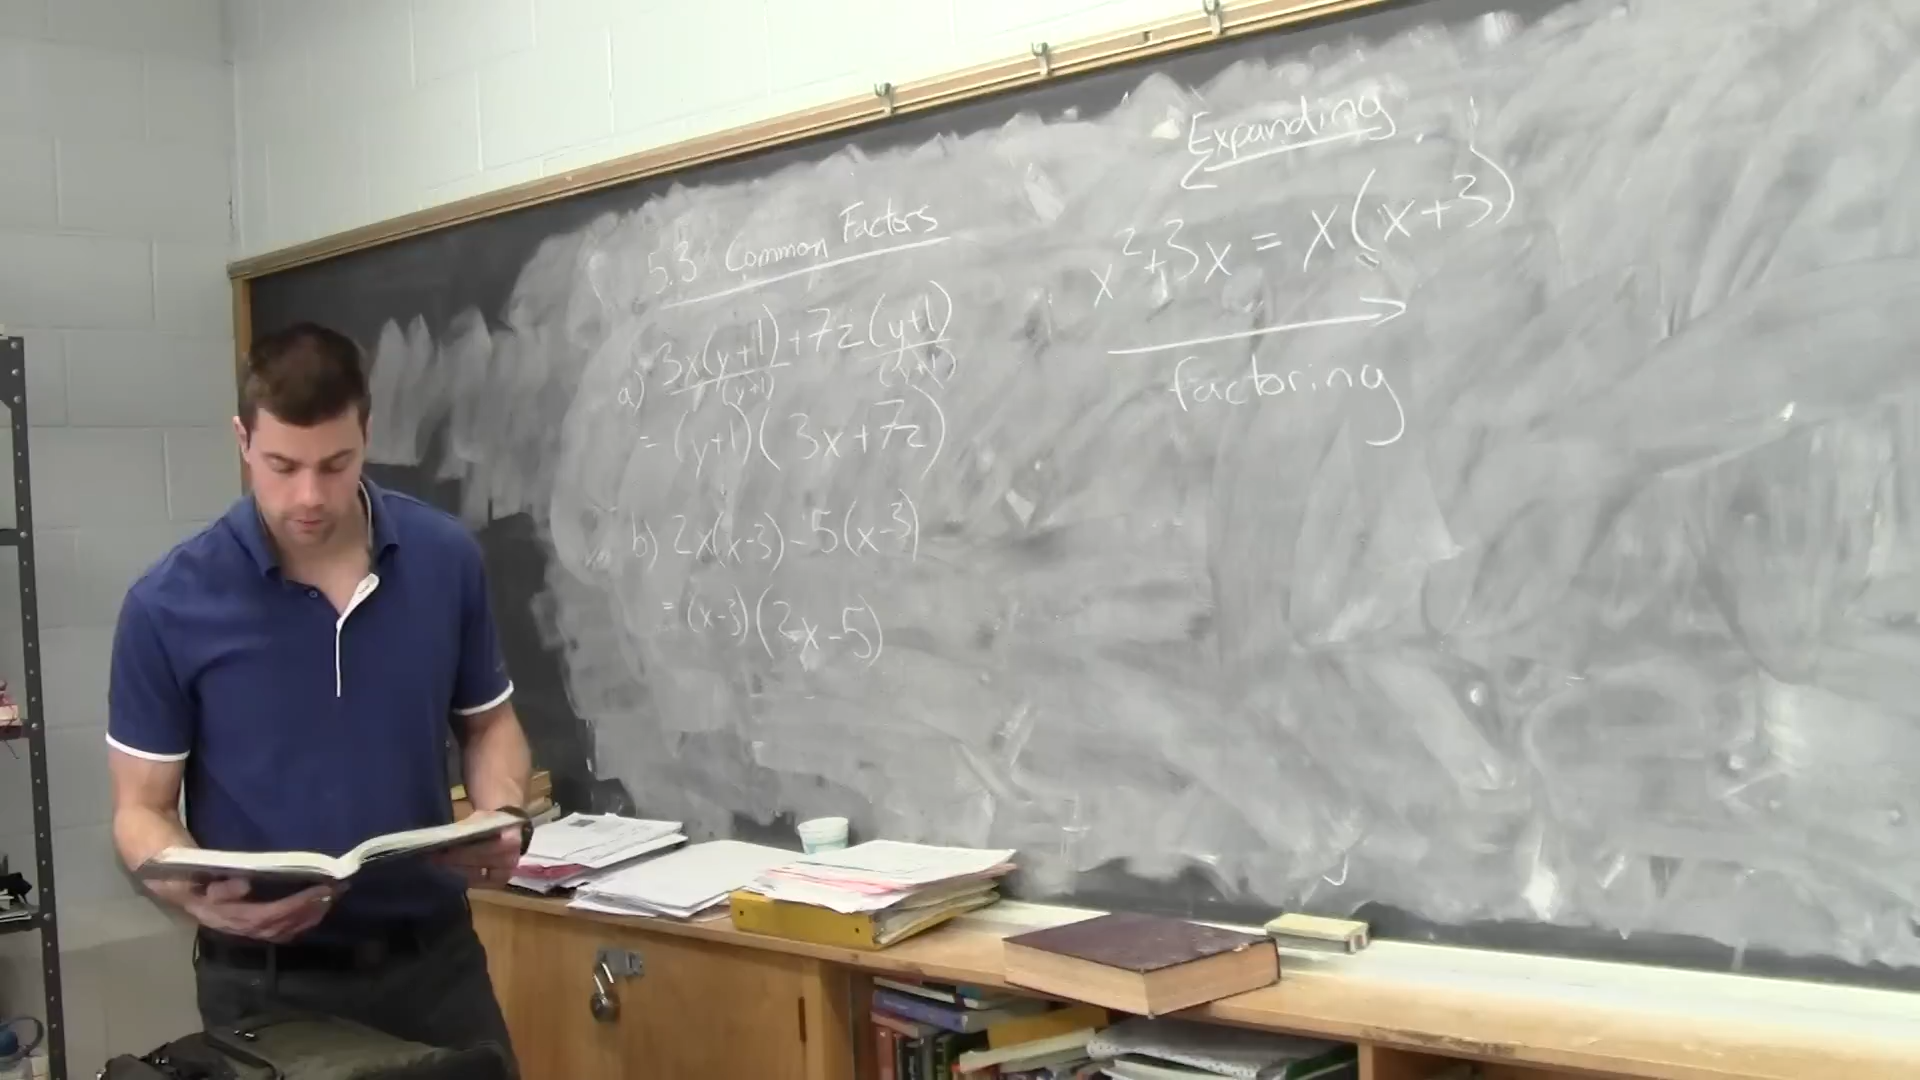 5.3 Common Factors
a) 3x(y+1)+7z(y+1)
(y+1) (y+1)
=(y+1)(3x+7z)
b) 2x(x-3)-5(x-3)
=(x-3)(2x-5)
Expanding
x²+3x = x(x+3)
factoring